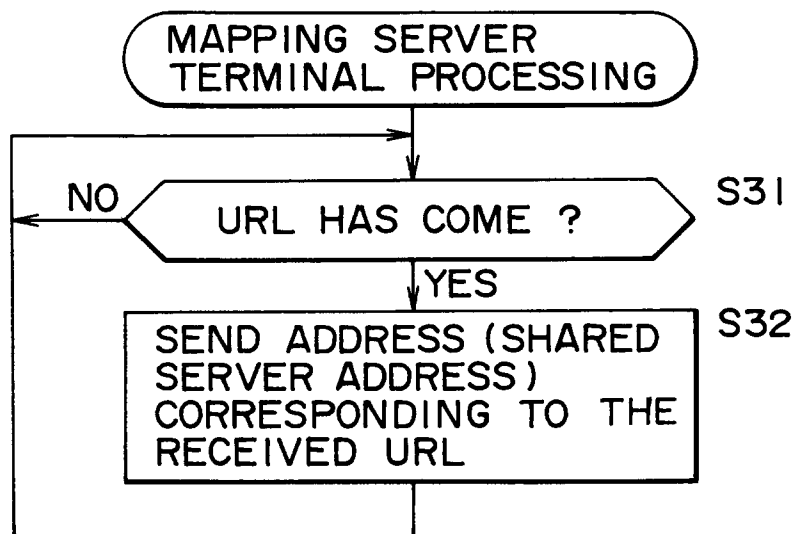 MAPPING SERVER
TERMINAL PROCESSING
NO
URL HAS COME ?
S31
YES
S32
SEND ADDRESS (SHARED
SERVER ADDRESS)
CORRESPONDING TO THE
RECEIVED URL